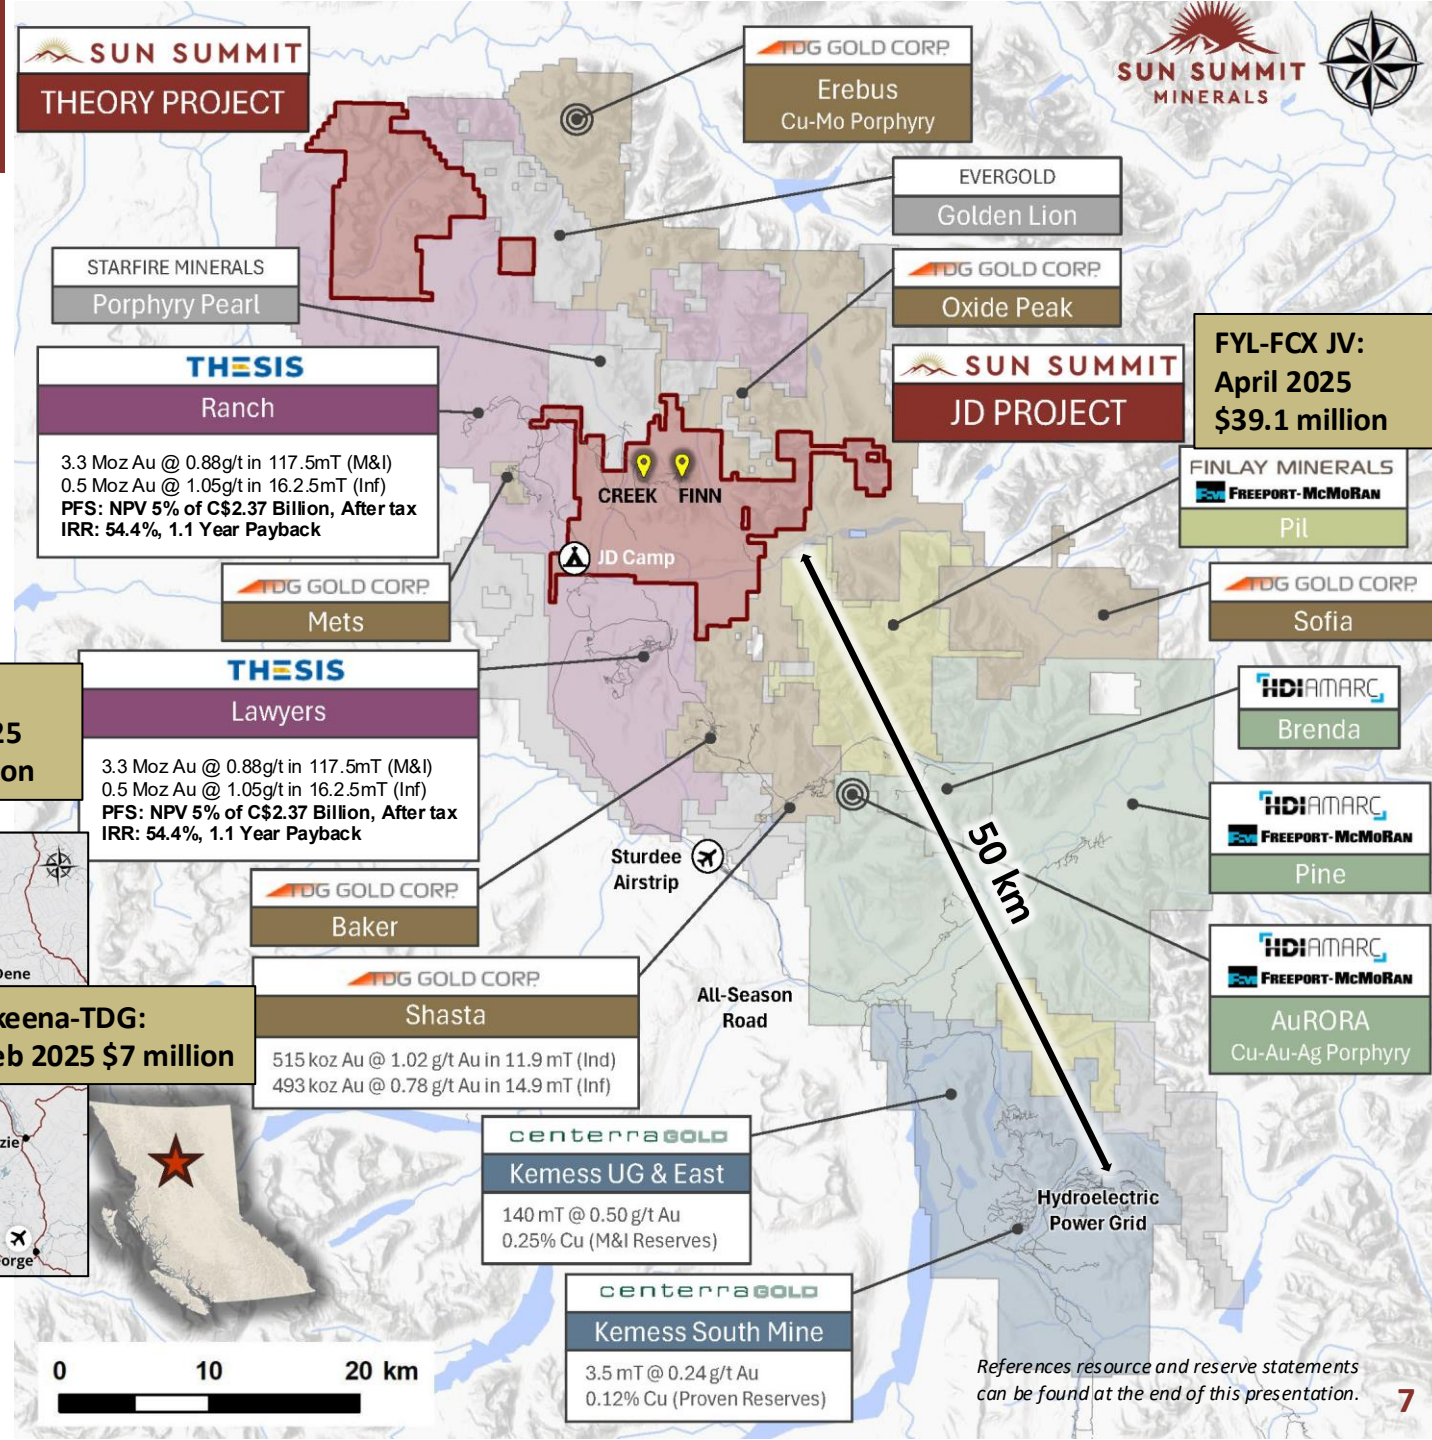 SUN SUMMIT
THEORY PROJECT
TDG GOLD CORP.
Erebus
Cu-Mo Porphyry
SUN SUMMIT
MINERALS
EVERGOLD
Golden Lion
STARFIRE MINERALS
Porphyry Pearl
TDG GOLD CORP.
Oxide Peak
THESIS
Ranch
3.3 Moz Au @ 0.88g/t in 117.5mT (M&I)
0.5 Moz Au @ 1.05g/t in 16.2.5mT (Inf)
PFS: NPV 5% of C$2.37 Billion, After tax
IRR: 54.4%, 1.1 Year Payback
SUN SUMMIT
JD PROJECT
FYL-FCX JV:
April 2025
$39.1 million
FINLAY MINERALS
FCX FREEPORT-McMoRAN
Pil
CREEK FINN
JD Camp
TDG GOLD CORP.
Mets
TDG GOLD CORP.
Sofia
THESIS
Lawyers
3.3 Moz Au @ 0.88g/t in 117.5mT (M&I)
0.5 Moz Au @ 1.05g/t in 16.2.5mT (Inf)
PFS: NPV 5% of C$2.37 Billion, After tax
IRR: 54.4%, 1.1 Year Payback
25
on
HDI AMARC
Brenda
HDI AMARC
FCX FREEPORT-McMoRAN
Pine
50 km
Sturdee
Airstrip
TDG GOLD CORP.
Baker
HDI AMARC
FCX FREEPORT-McMoRAN
AuRORA
Cu-Au-Ag Porphyry
TDG GOLD CORP.
Shasta
515 koz Au @ 1.02 g/t Au in 11.9 mT (Ind)
493 koz Au @ 0.78 g/t Au in 14.9 mT (Inf)
All-Season
Road
Dene
keena-TDG:
eb 2025 $7 million
zie
orge
centerra GOLD
Kemess UG & East
140 mT @ 0.50 g/t Au
0.25% Cu (M&I Reserves)
Hydroelectric
Power Grid
centerra GOLD
Kemess South Mine
3.5 mT @ 0.24 g/t Au
0.12% Cu (Proven Reserves)
0 10 20 km
References resource and reserve statements
can be found at the end of this presentation.
7